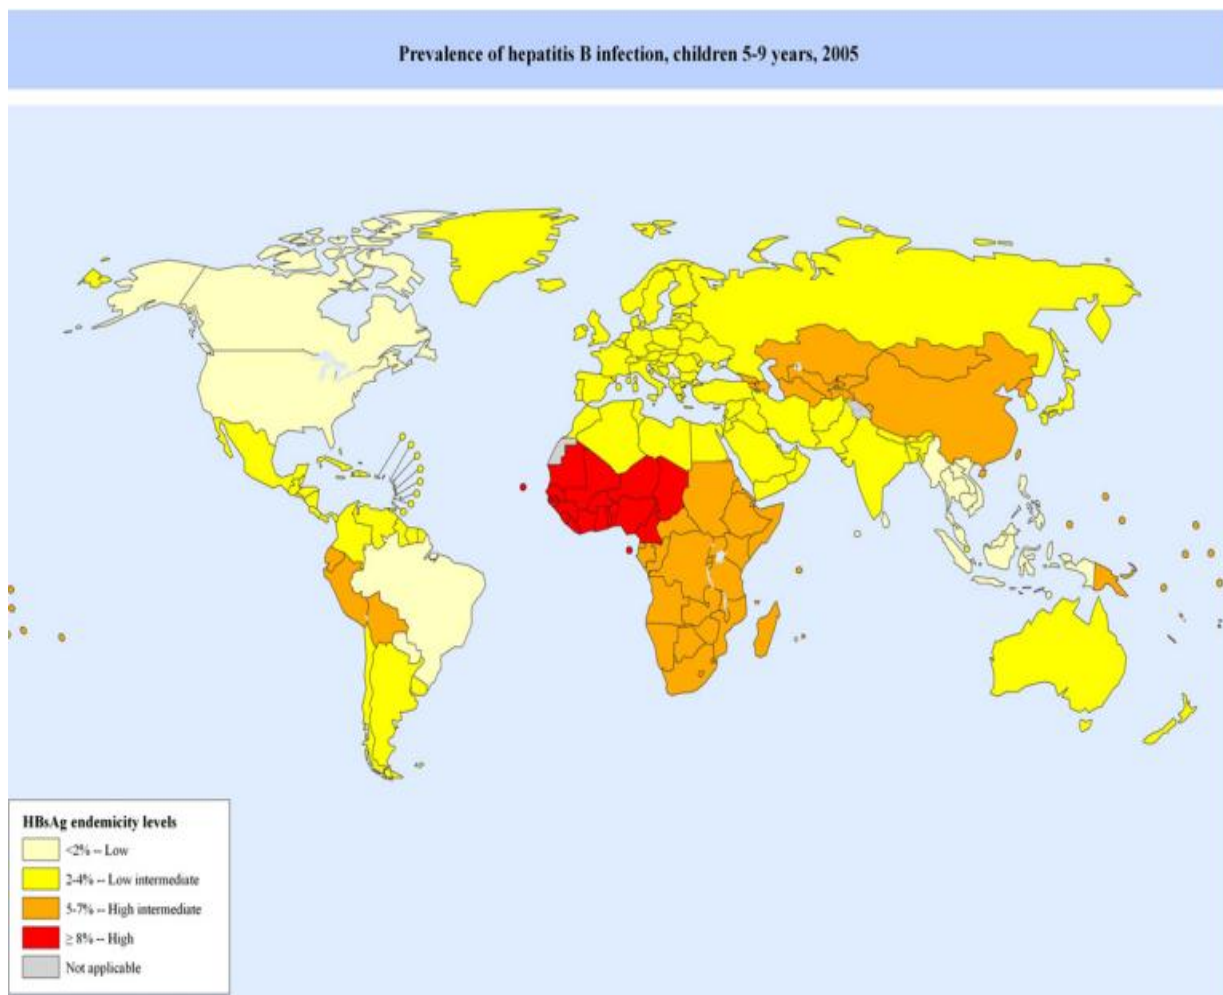 Prevalence of hepatitis B infection, children 5-9 years, 2005
HBsAg endemicity levels
<2% -- Low
2-4% -- Low intermediate
5-7% -- High intermediate
≥ 8% -- High
Not applicable